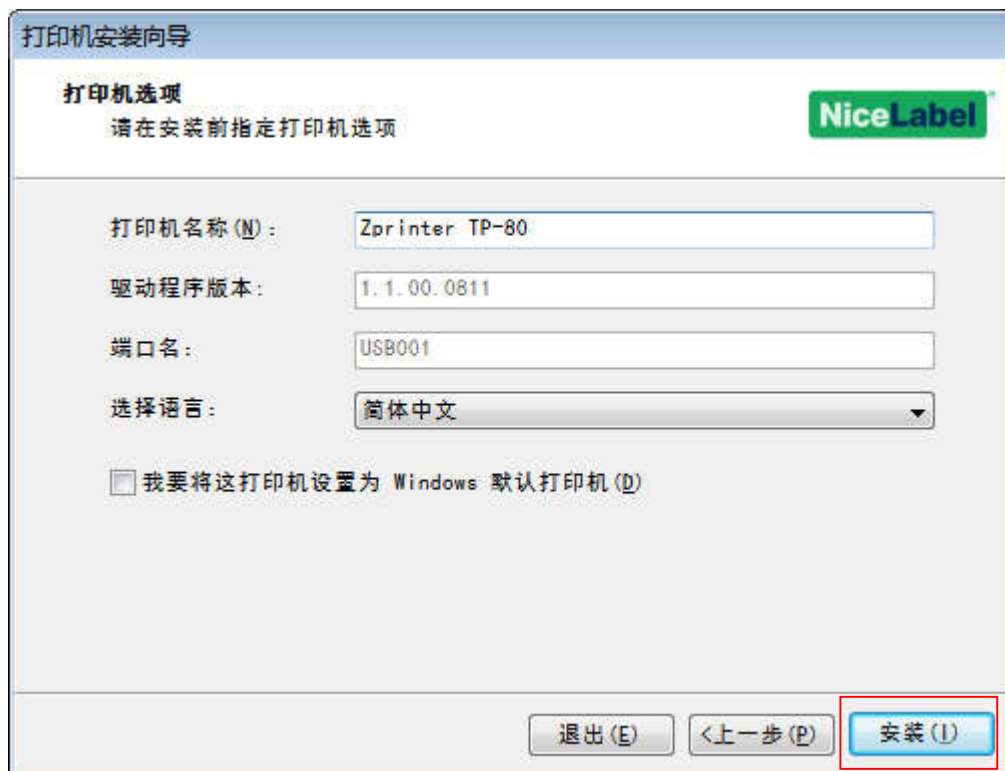 打印机安装向导
打印机选项
请在安装前指定打印机选项
NiceLabel
打印机名称(N): Zprinter TP-80
驱动程序版本: 1.1.00.0811
端口名: USB001
选择语言: 简体中文
我要将这打印机设置为 Windows 默认打印机(D)
退出(E) <上一步(P) 安装(I)